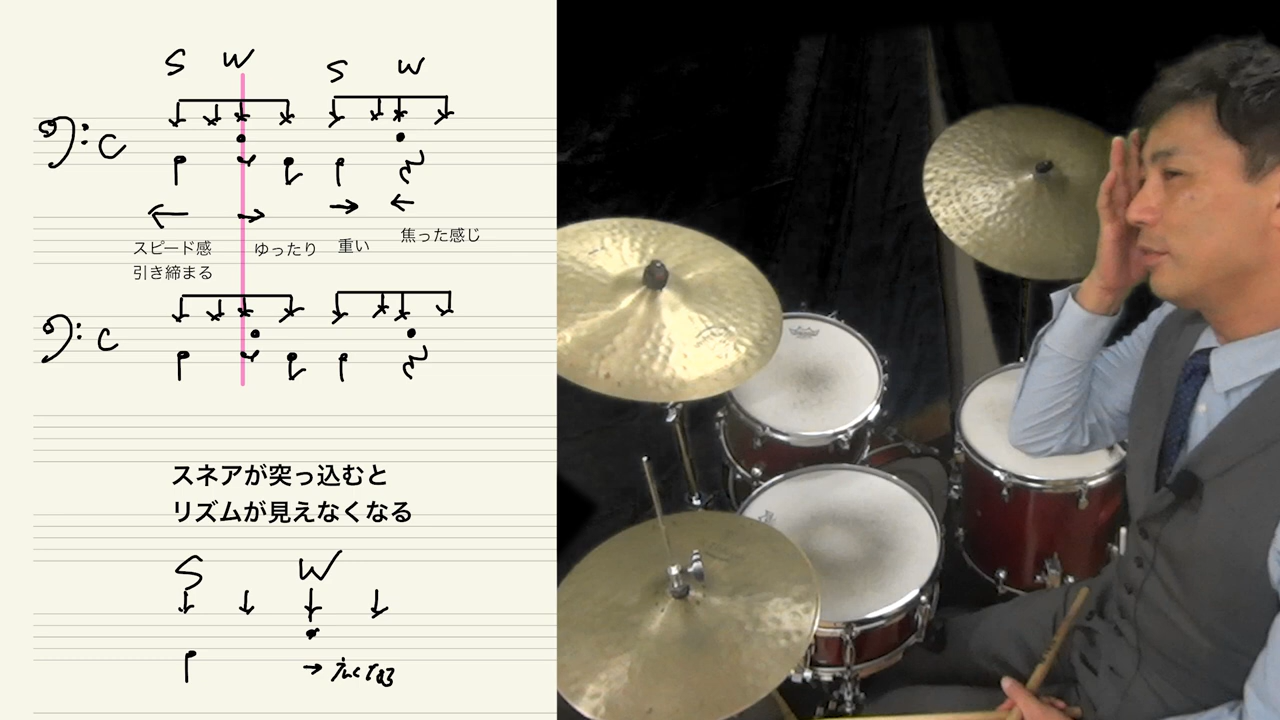 S W S W
C
スピード感
引き締まる
ゆったり
重い
焦った感じ
C
スネアが突っ込むと
リズムが見えなくなる
S W